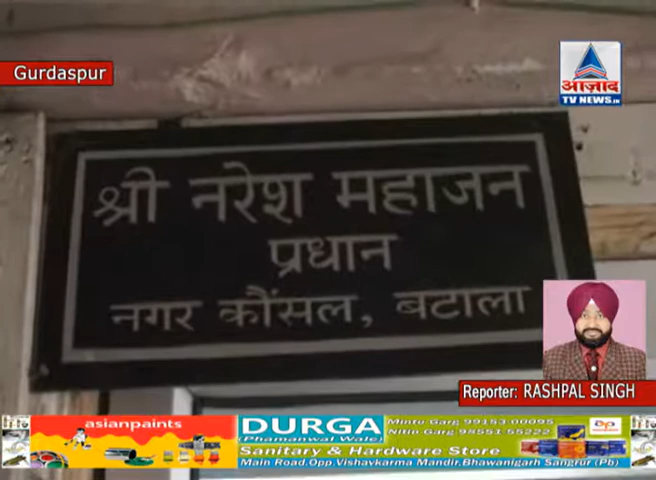 Gurdaspur
आज़ाद
TV NEWS.IN
श्री नरेश महाजन
प्रधान
नगर कौंसल, बटाला
Reporter: RASHPAL SINGH
asianpaints
DURGA
(Phamanwal Wale)
Mintu Garg 99153 00095
Nitin Garg 98551 55222
Sanitary & Hardware Store
Main Road.Opp.Vishavkarma Mandir,Bhawanigarh Sangrur (Pb)